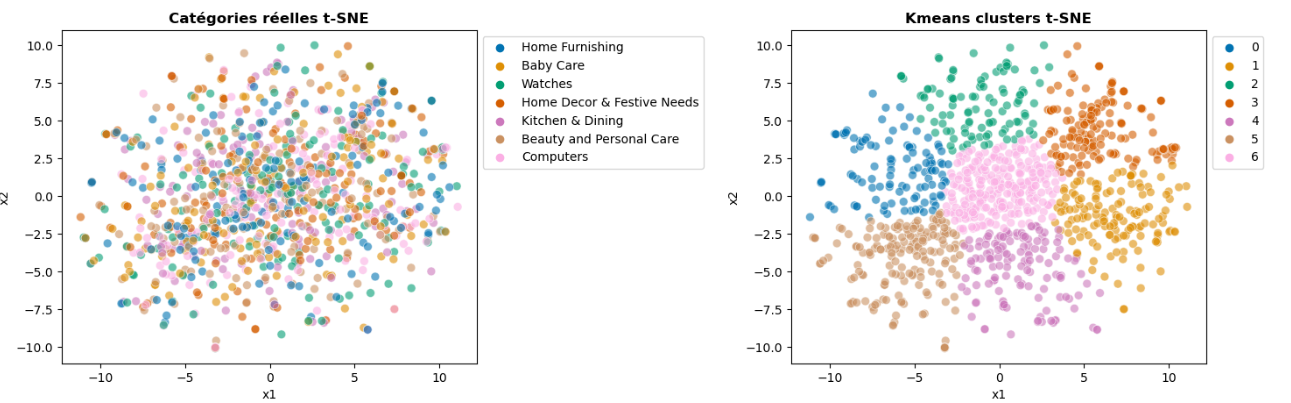 Catégories réelles t-SNE
10.0
7.5
5.0
2.5
0.0
−2.5
−5.0
−7.5
−10.0
x2
−10
−5
0
5
10
x1
Home Furnishing
Baby Care
Watches
Home Decor & Festive Needs
Kitchen & Dining
Beauty and Personal Care
Computers
Kmeans clusters t-SNE
10.0
7.5
5.0
2.5
0.0
−2.5
−5.0
−7.5
−10.0
x2
−10
−5
0
5
10
x1
0
1
2
3
4
5
6